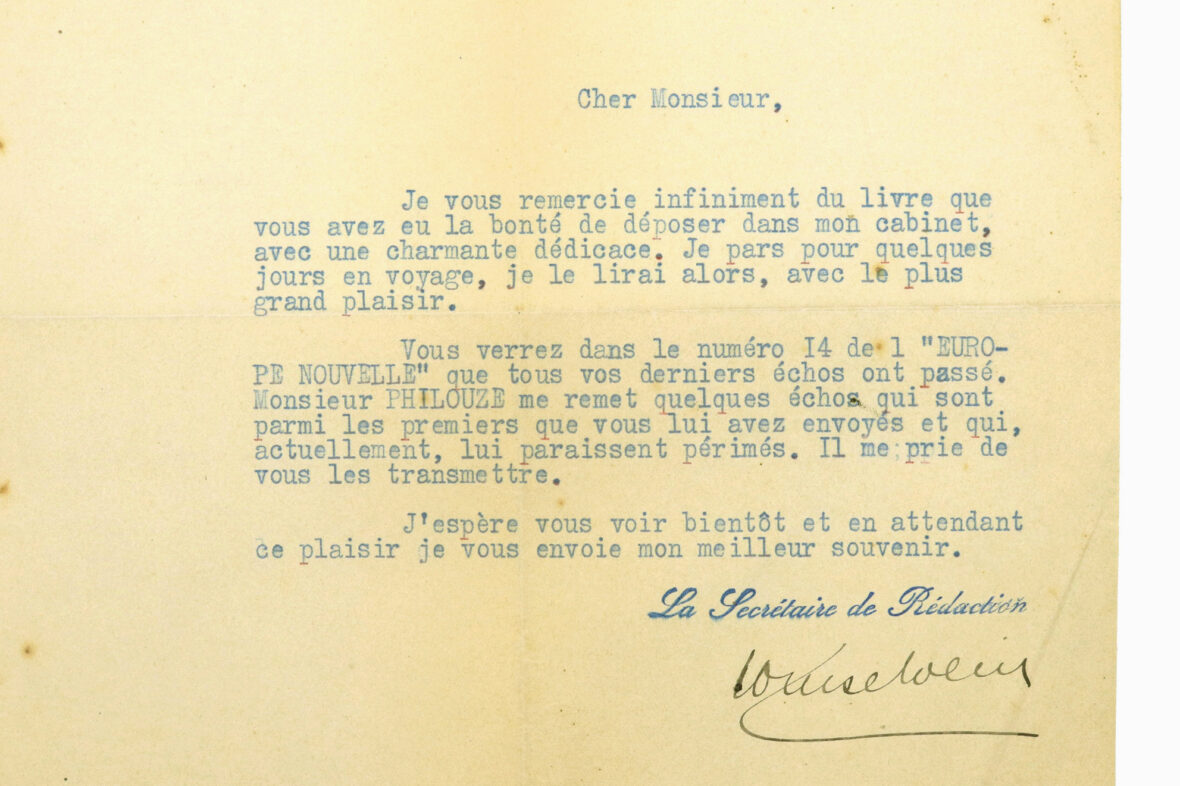 Cher Monsieur,
Je vous remercie infiniment du livre que
vous avez eu la bonté de déposer dans mon cabinet,
avec une charmante dédicace. Je pars pour quelques
jours en voyage, je le lirai alors, avec le plus
grand plaisir.
Vous verrez dans le numéro I4 de l "EURO-
PE NOUVELLE" que tous vos derniers échos ont passé.
Monsieur PHILOUZE me remet quelques échos qui sont
parmi les premiers que vous lui avez envoyés et qui,
actuellement, lui paraissent périmés. Il me prie de
vous les transmettre.
J'espère vous voir bientôt et en attendant
ce plaisir je vous envoie mon meilleur souvenir.
La Secrétaire de Rédaction
Louise Weiss